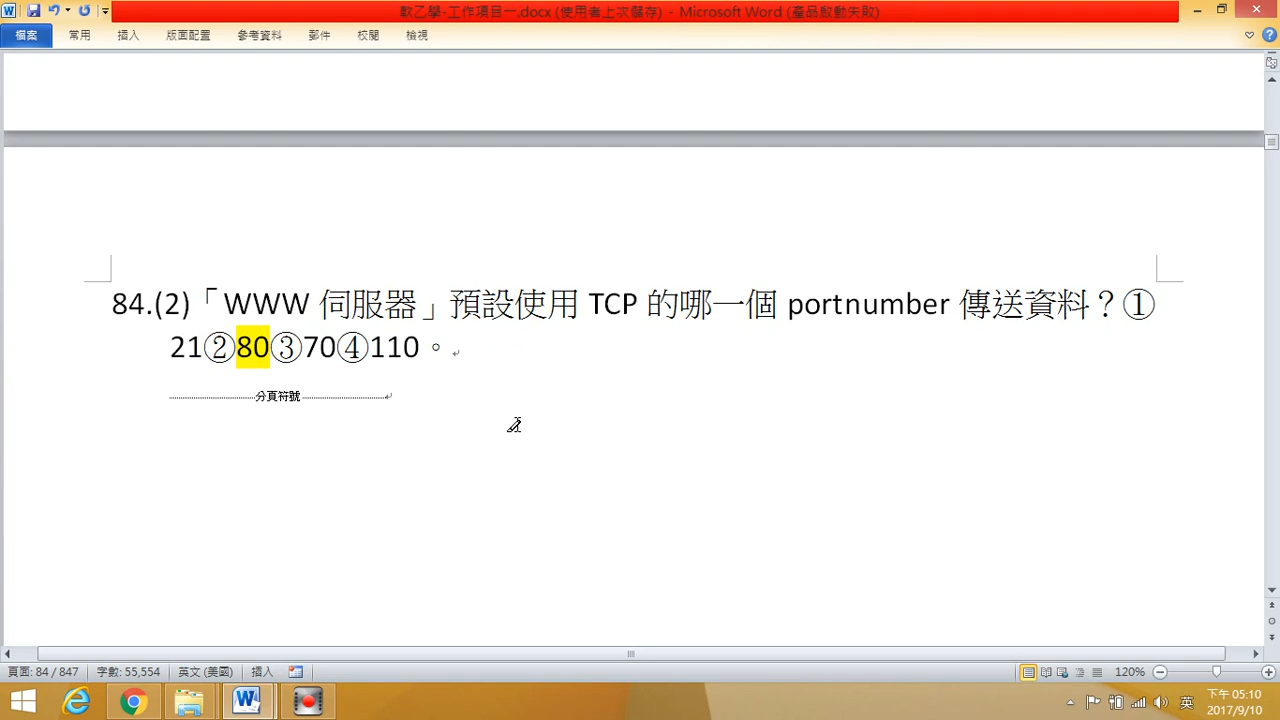 軟乙學-工作項目一.docx (使用者上次儲存) - Microsoft Word (產品啟動失敗)
檔案 常用 插入 版面配置 參考資料 郵件 校閱 檢視
84.(2)「WWW 伺服器」預設使用 TCP 的哪一個 portnumber 傳送資料？①
21②80③70④110。
分頁符號
頁面: 84 / 847 字數: 55,554 英文 (美國) 插入 120%
英 下午 05:10
2017/9/10